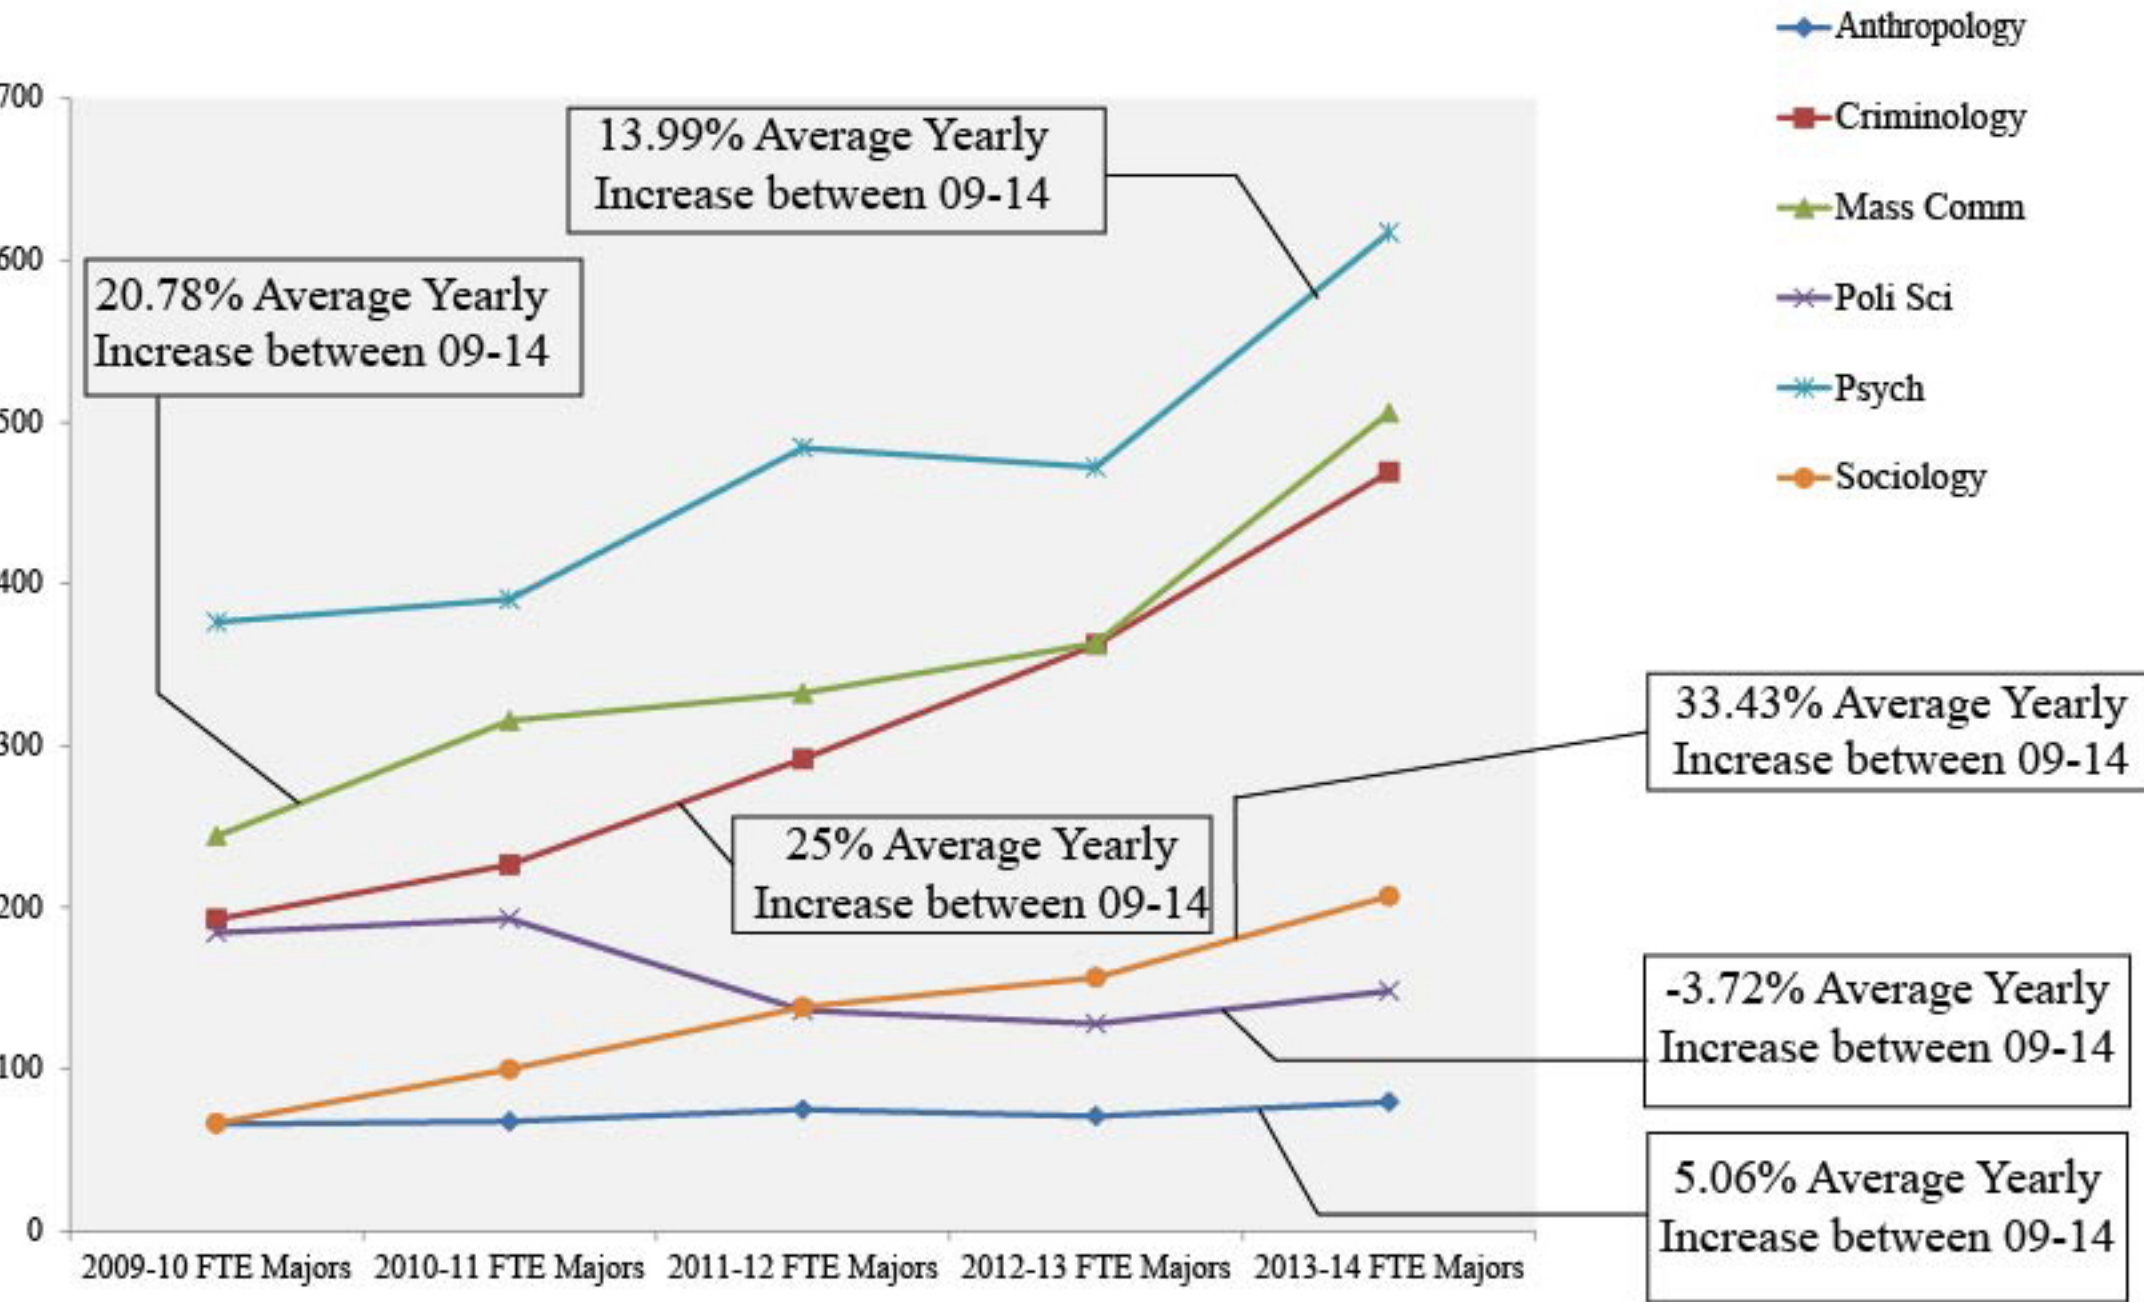 Anthropology
Criminology
Mass Comm
Poli Sci
Psych
Sociology
700
600
500
400
300
200
100
0
13.99% Average Yearly
Increase between 09-14
20.78% Average Yearly
Increase between 09-14
25% Average Yearly
Increase between 09-14
33.43% Average Yearly
Increase between 09-14
-3.72% Average Yearly
Increase between 09-14
5.06% Average Yearly
Increase between 09-14
2009-10 FTE Majors
2010-11 FTE Majors
2011-12 FTE Majors
2012-13 FTE Majors
2013-14 FTE Majors